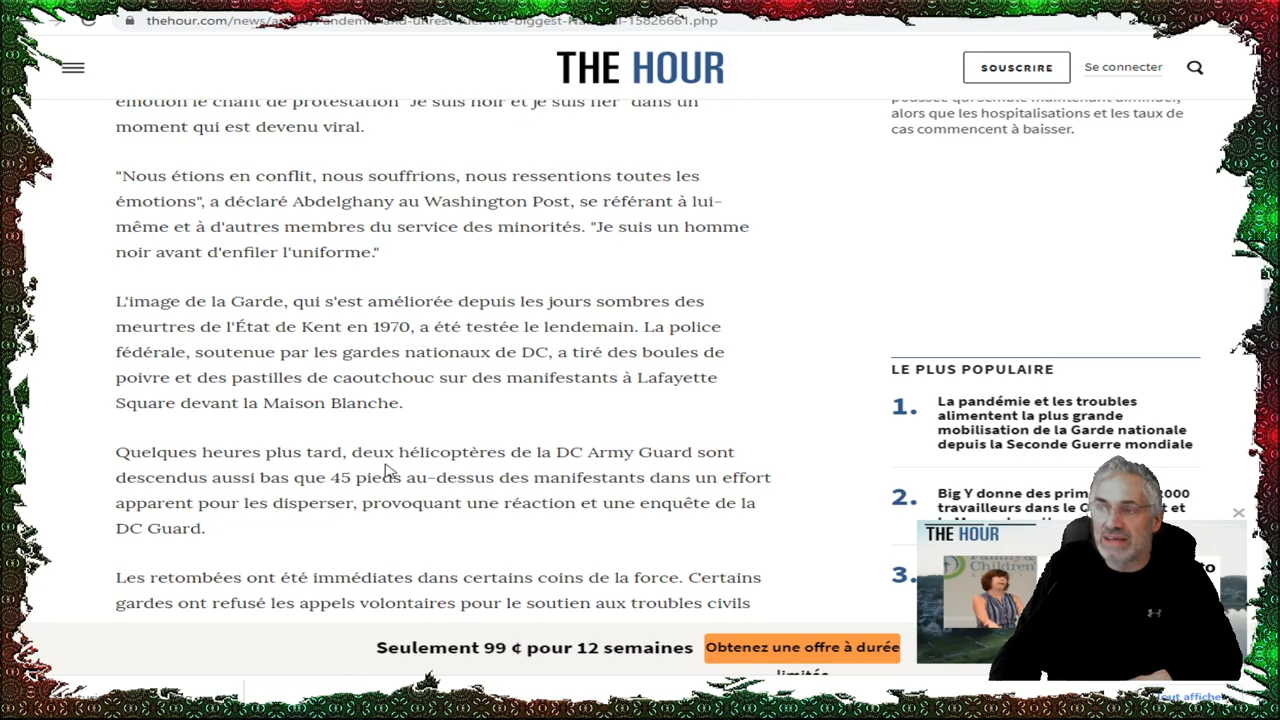 thehour.com/news/
THE HOUR
SOUSCRIRE
Se connecter
émotion le chant de protestation "Je suis noir et je suis fier" dans un
moment qui est devenu viral.
"Nous étions en conflit, nous souffrions, nous ressentions toutes les
émotions", a déclaré Abdelghany au Washington Post, se référant à lui-
même et à d'autres membres du service des minorités. "Je suis un homme
noir avant d'enfiler l'uniforme."
L'image de la Garde, qui s'est améliorée depuis les jours sombres des
meurtres de l'État de Kent en 1970, a été testée le lendemain. La police
fédérale, soutenue par les gardes nationaux de DC, a tiré des boules de
poivre et des pastilles de caoutchouc sur des manifestants à Lafayette
Square devant la Maison Blanche.
Quelques heures plus tard, deux hélicoptères de la DC Army Guard sont
descendus aussi bas que 45 pieds au-dessus des manifestants dans un effort
apparent pour les disperser, provoquant une réaction et une enquête de la
DC Guard.
Les retombées ont été immédiates dans certains coins de la force. Certains
gardes ont refusé les appels volontaires pour le soutien aux troubles civils
poussée qui semble maintenant diminuer,
alors que les hospitalisations et les taux de
cas commencent à baisser.
LE PLUS POPULAIRE
1. La pandémie et les troubles
alimentent la plus grande
mobilisation de la Garde nationale
depuis la Seconde Guerre mondiale
2. Big Y donne des 2000
travailleurs dans le
3.
THE HOUR
Seulement 99 ¢ pour 12 semaines
Obtenez une offre à durée
limitée